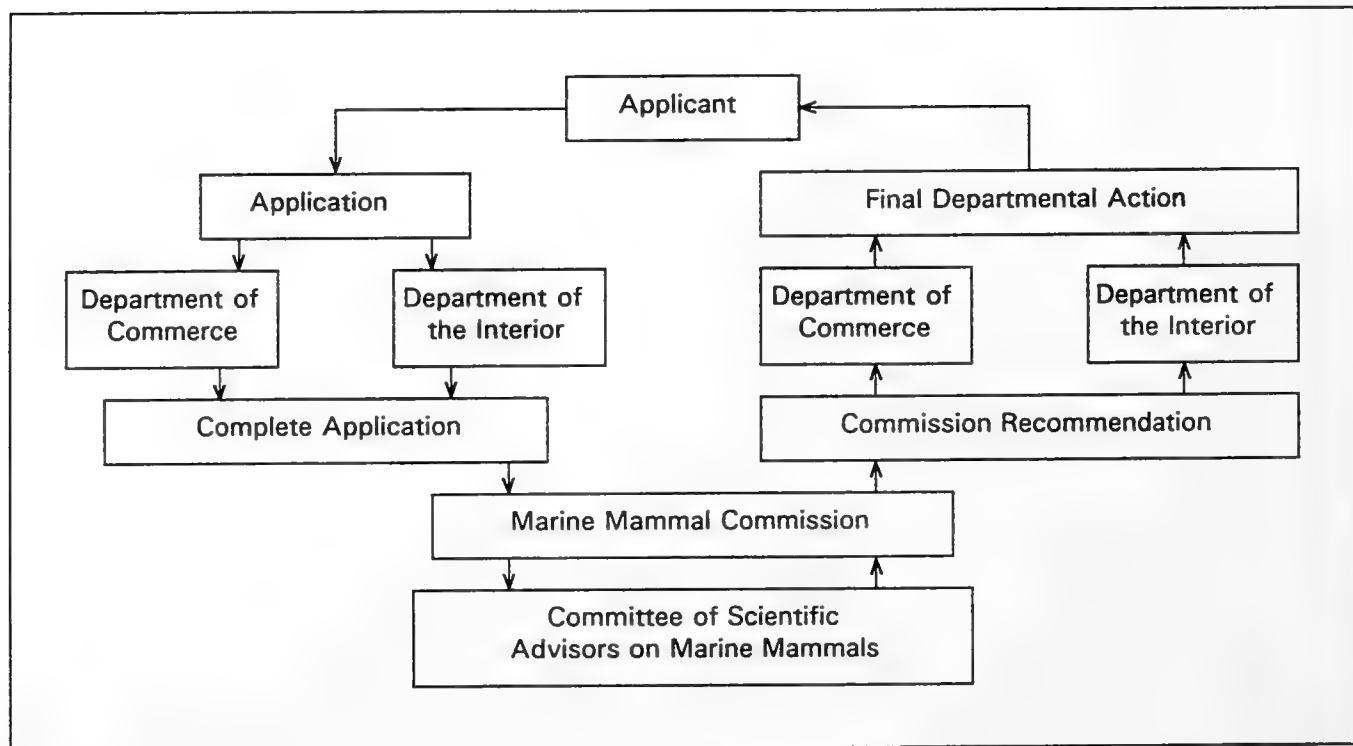 Applicant
Application
Final Departmental Action
Department of
Commerce
Department of
the Interior
Department of
Commerce
Department of
the Interior
Complete Application
Commission Recommendation
Marine Mammal Commission
Committee of Scientific
Advisors on Marine Mammals